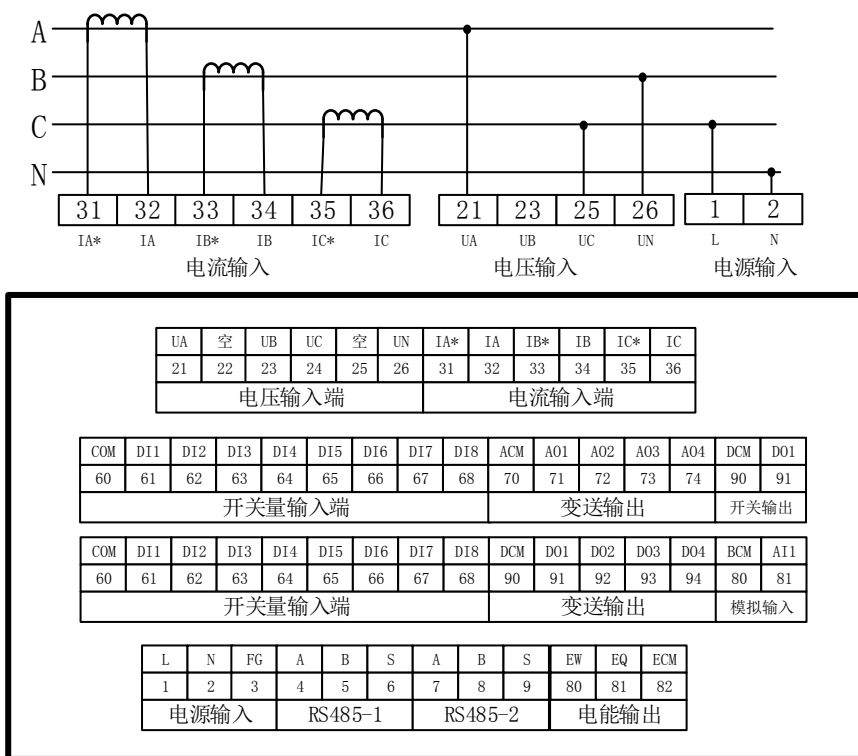 A
B
C
N
31 32 33 34 35 36 21 23 25 26 1 2
IA* IA IB* IB IC* IC UA UB UC UN L N
电流输入 电压输入 电源输入
UA 空 UB UC 空 UN IA* IA IB* IB IC* IC
21 22 23 24 25 26 31 32 33 34 35 36
电压输入端 电流输入端
COM DI1 DI2 DI3 DI4 DI5 DI6 DI7 DI8 ACM AO1 AO2 AO3 AO4 DCM DO1
60 61 62 63 64 65 66 67 68 70 71 72 73 74 90 91
开关量输入端 变送输出 开关输出
COM DI1 DI2 DI3 DI4 DI5 DI6 DI7 DI8 DCM DO1 DO2 DO3 DO4 BCM AI1
60 61 62 63 64 65 66 67 68 90 91 92 93 94 80 81
开关量输入端 变送输出 模拟输入
L N FG A B S A B S EW EQ ECM
1 2 3 4 5 6 7 8 9 80 81 82
电源输入 RS485-1 RS485-2 电能输出